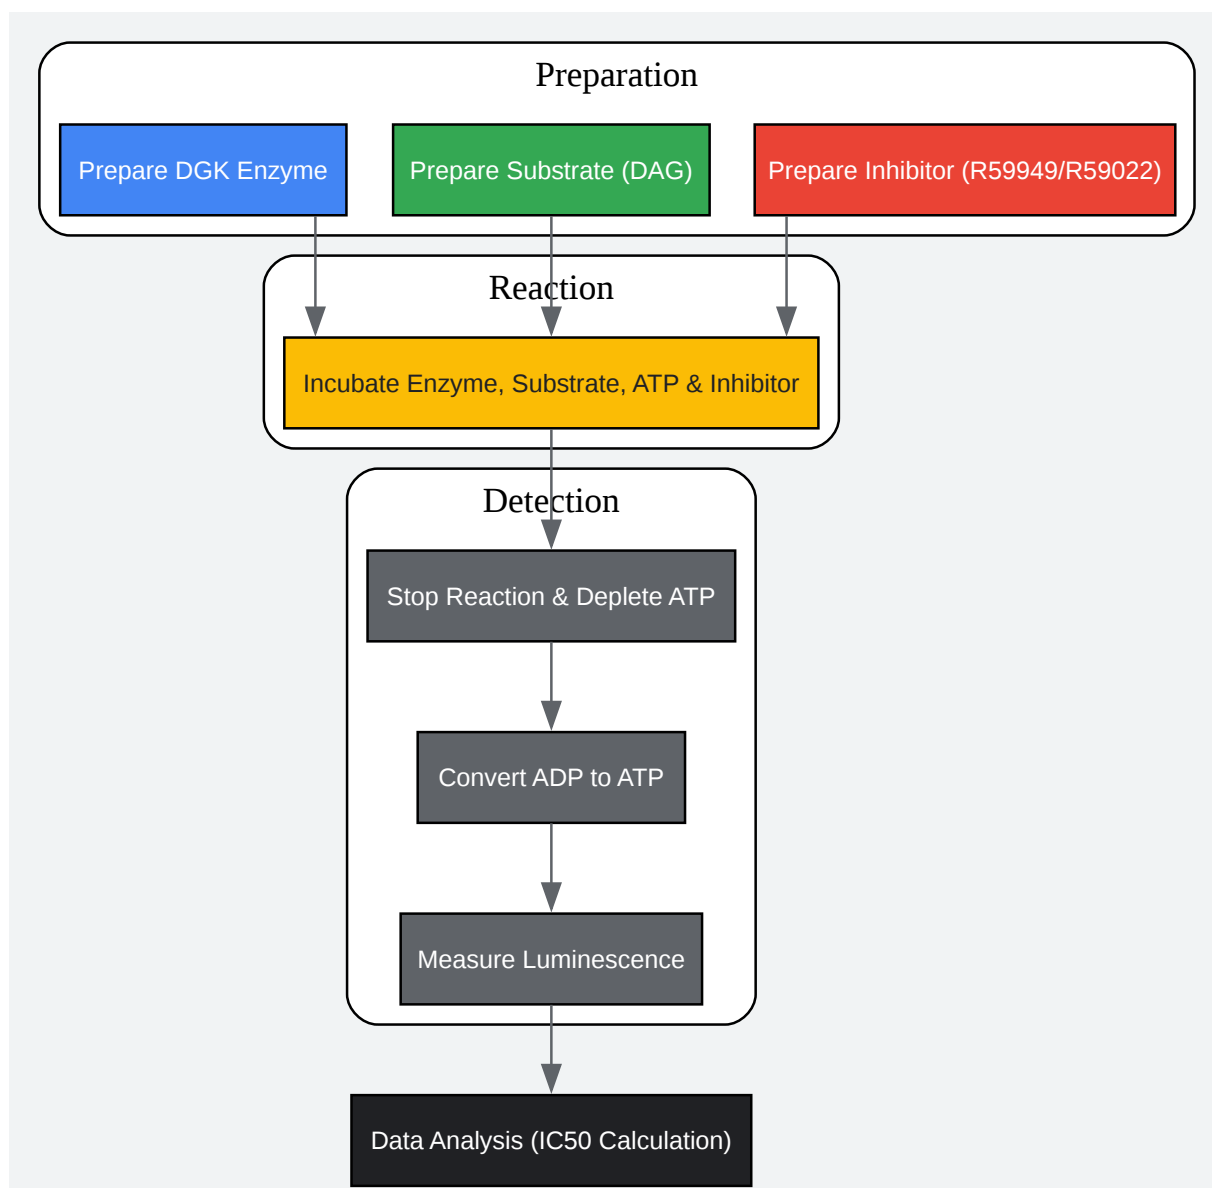 Preparation
Prepare DGK Enzyme
Prepare Substrate (DAG)
Prepare Inhibitor (R59949/R59022)
Reaction
Incubate Enzyme, Substrate, ATP & Inhibitor
Detection
Stop Reaction & Deplete ATP
Convert ADP to ATP
Measure Luminescence
Data Analysis (IC50 Calculation)